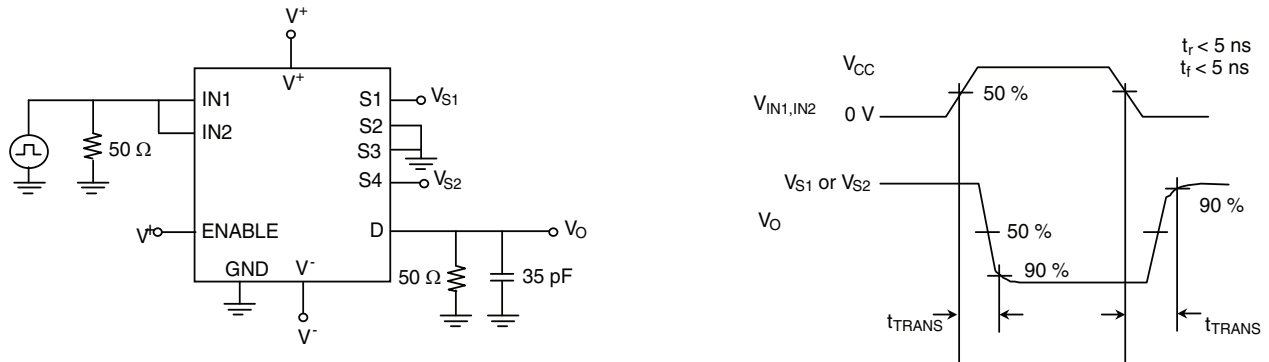 V+
V+
IN1
IN2
50 Ω
S1
VS1
S2
S3
S4
VS2
V+
ENABLE
D
VO
GND
V-
50 Ω
35 pF
V-
tr < 5 ns
tf < 5 ns
VCC
VIN1,IN2
0 V
50 %
VS1 or VS2
VO
50 %
90 %
90 %
tTRANS
tTRANS